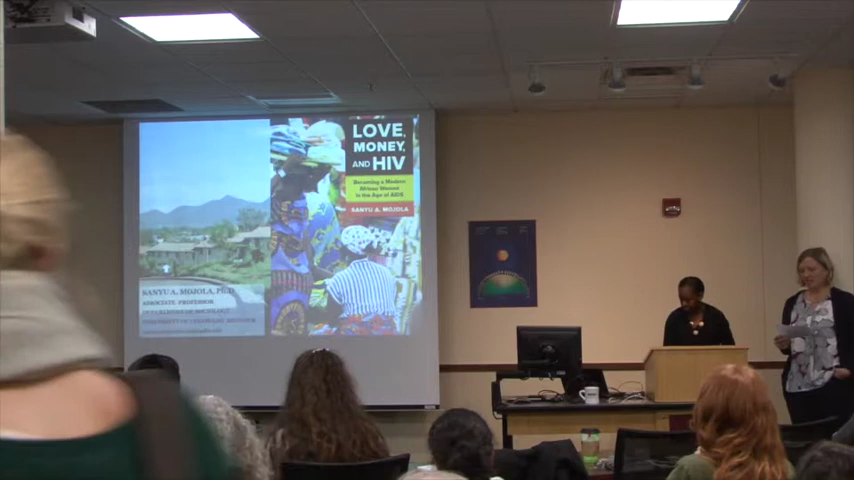 LOVE,
MONEY,
AND HIV
Becoming a Modern
African Woman
in the Age of AIDS
SANYU A. MOJOLA
SANYU A. MOJOLA, PH.D
ASSOCIATE PROFESSOR